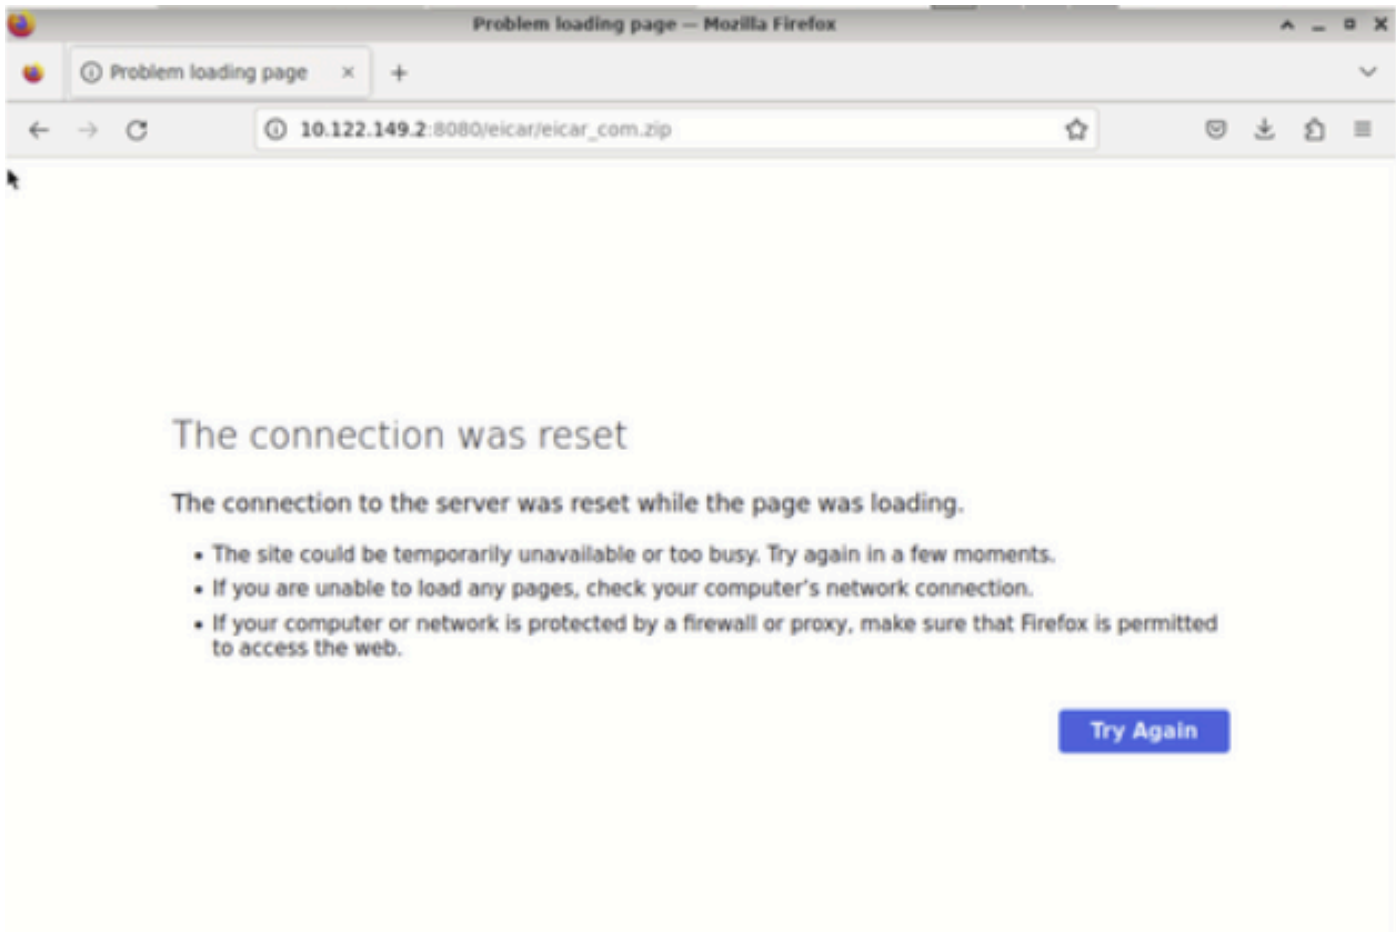 Problem loading page — Mozilla Firefox
Problem loading page
10.122.149.2:8080/eicar/eicar_com.zip
The connection was reset
The connection to the server was reset while the page was loading.
• The site could be temporarily unavailable or too busy. Try again in a few moments.
• If you are unable to load any pages, check your computer's network connection.
• If your computer or network is protected by a firewall or proxy, make sure that Firefox is permitted
to access the web.
Try Again